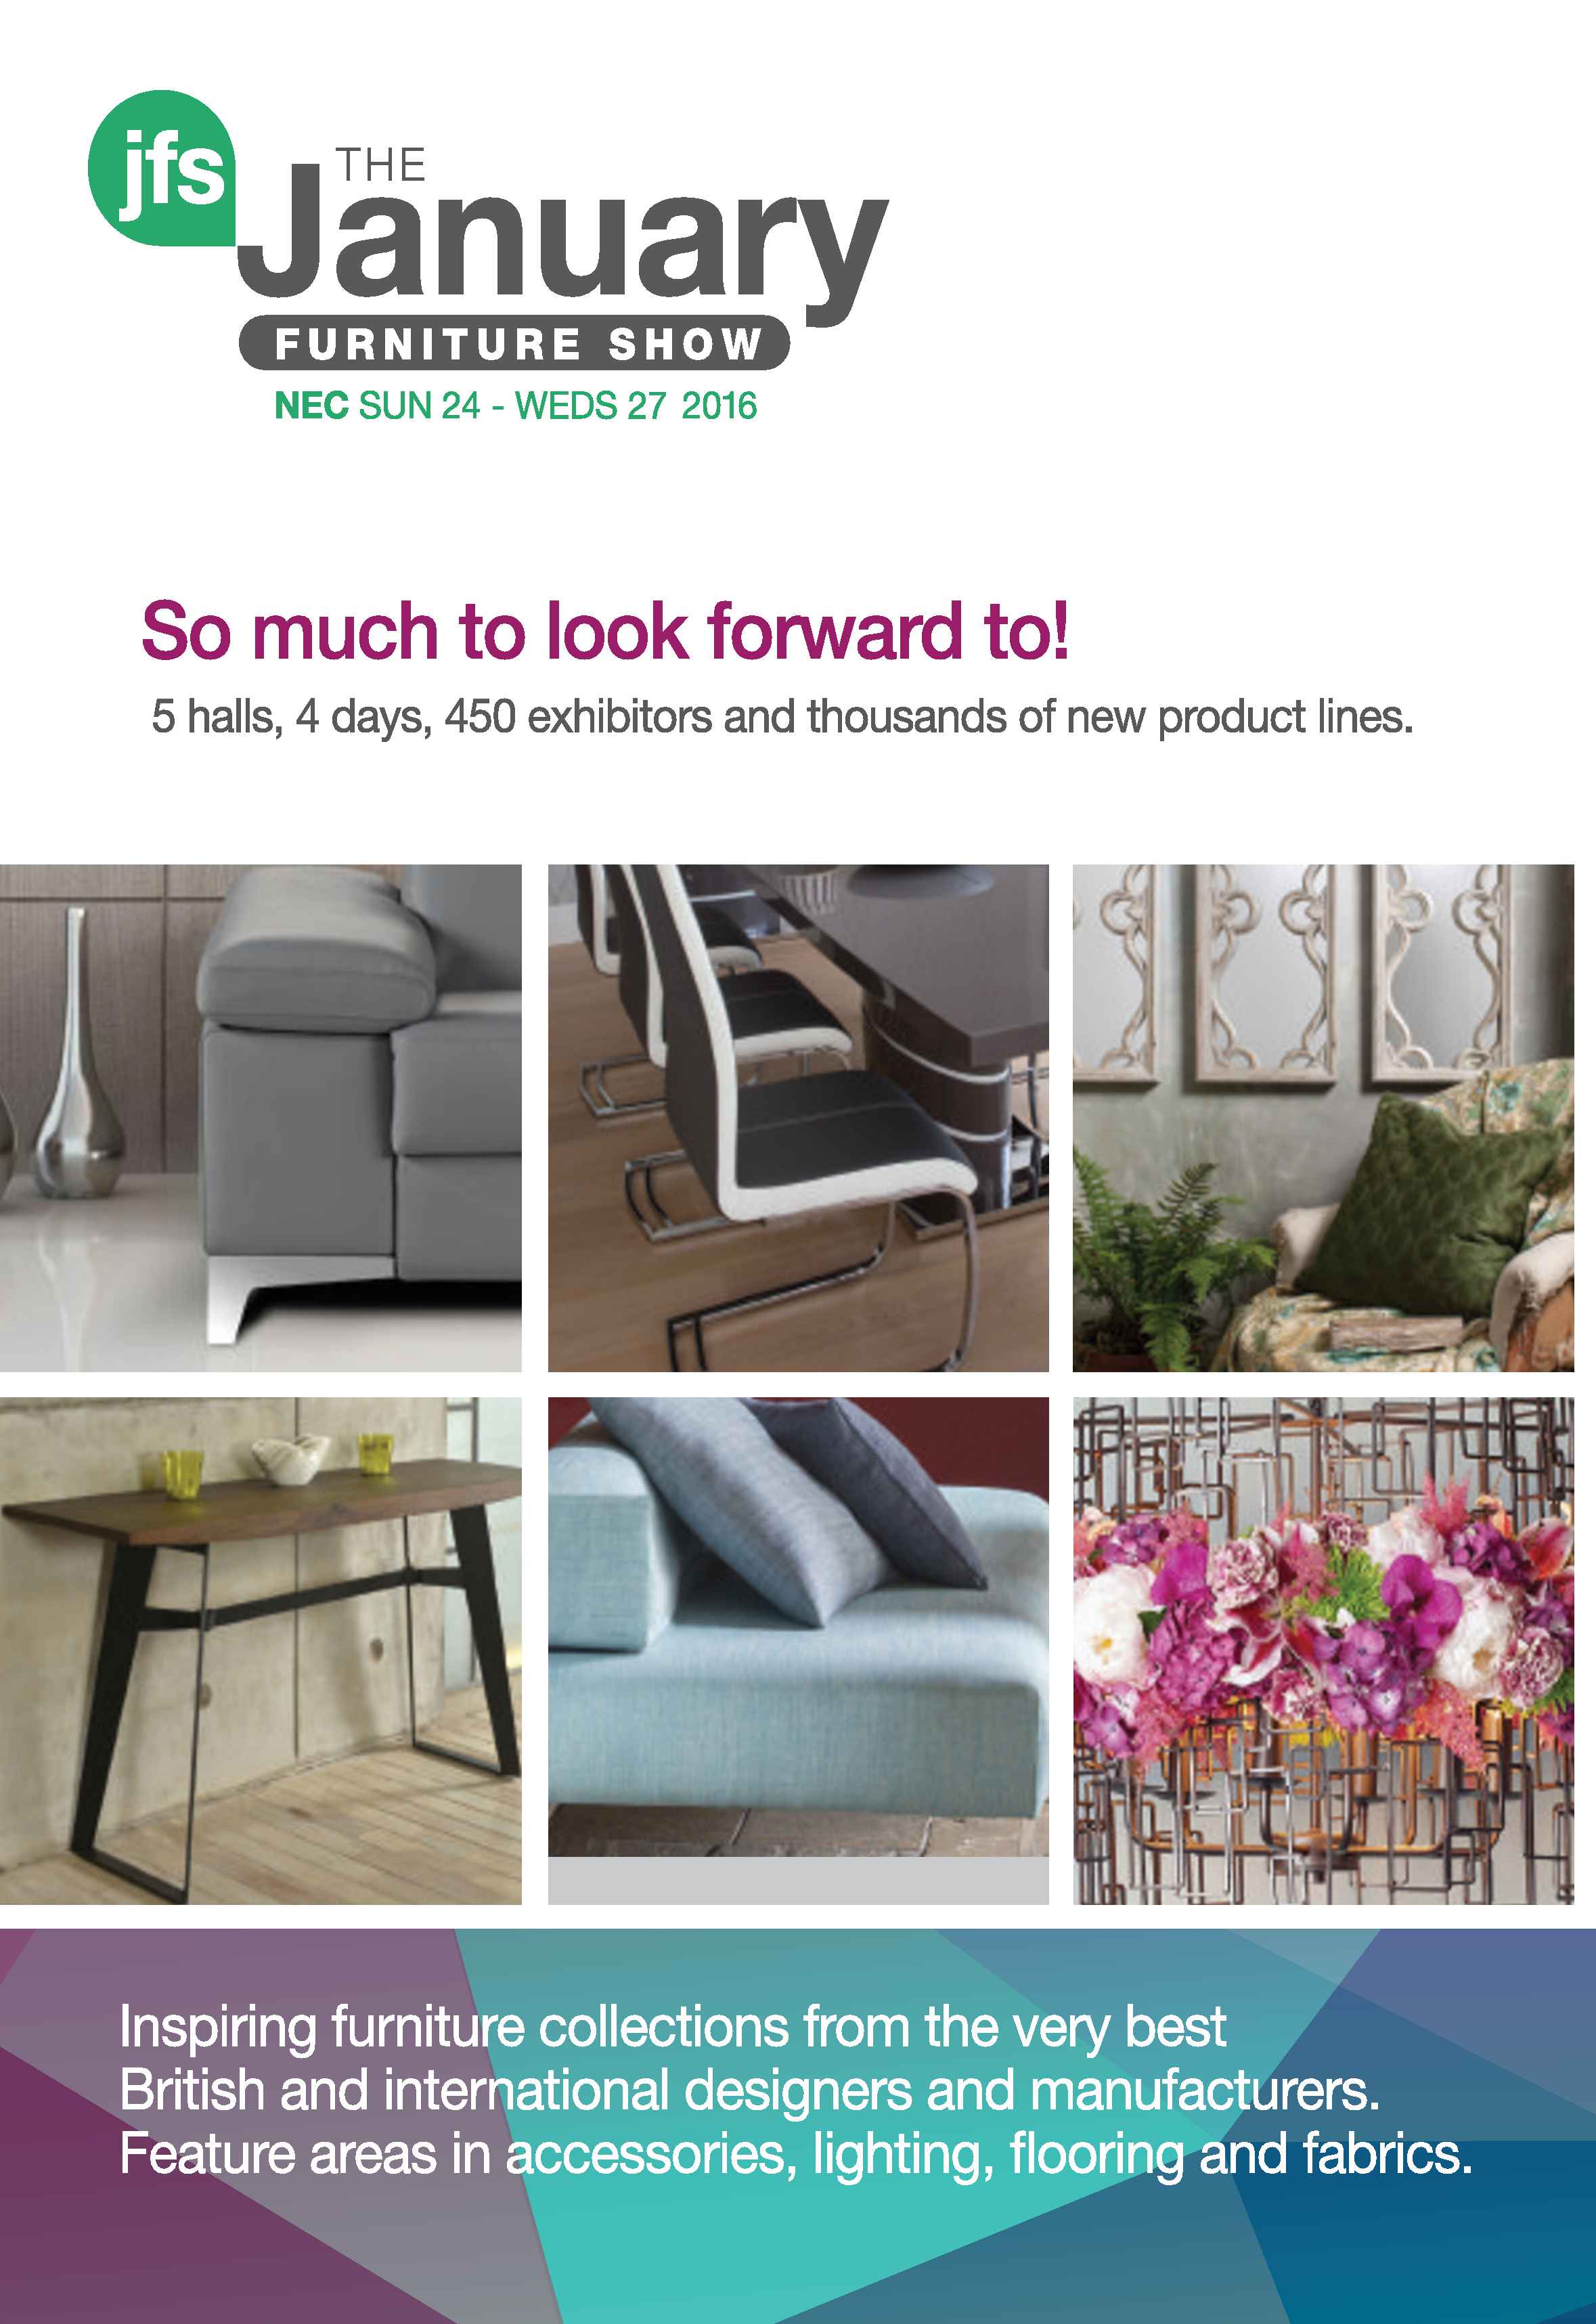 jfs
THE
January
FURNITURE SHOW
NEC SUN 24 - WEDS 27 2016
So much to look forward to!
5 halls, 4 days, 450 exhibitors and thousands of new product lines.
Inspiring furniture collections from the very best
British and international designers and manufacturers.
Feature areas in accessories, lighting, flooring and fabrics.